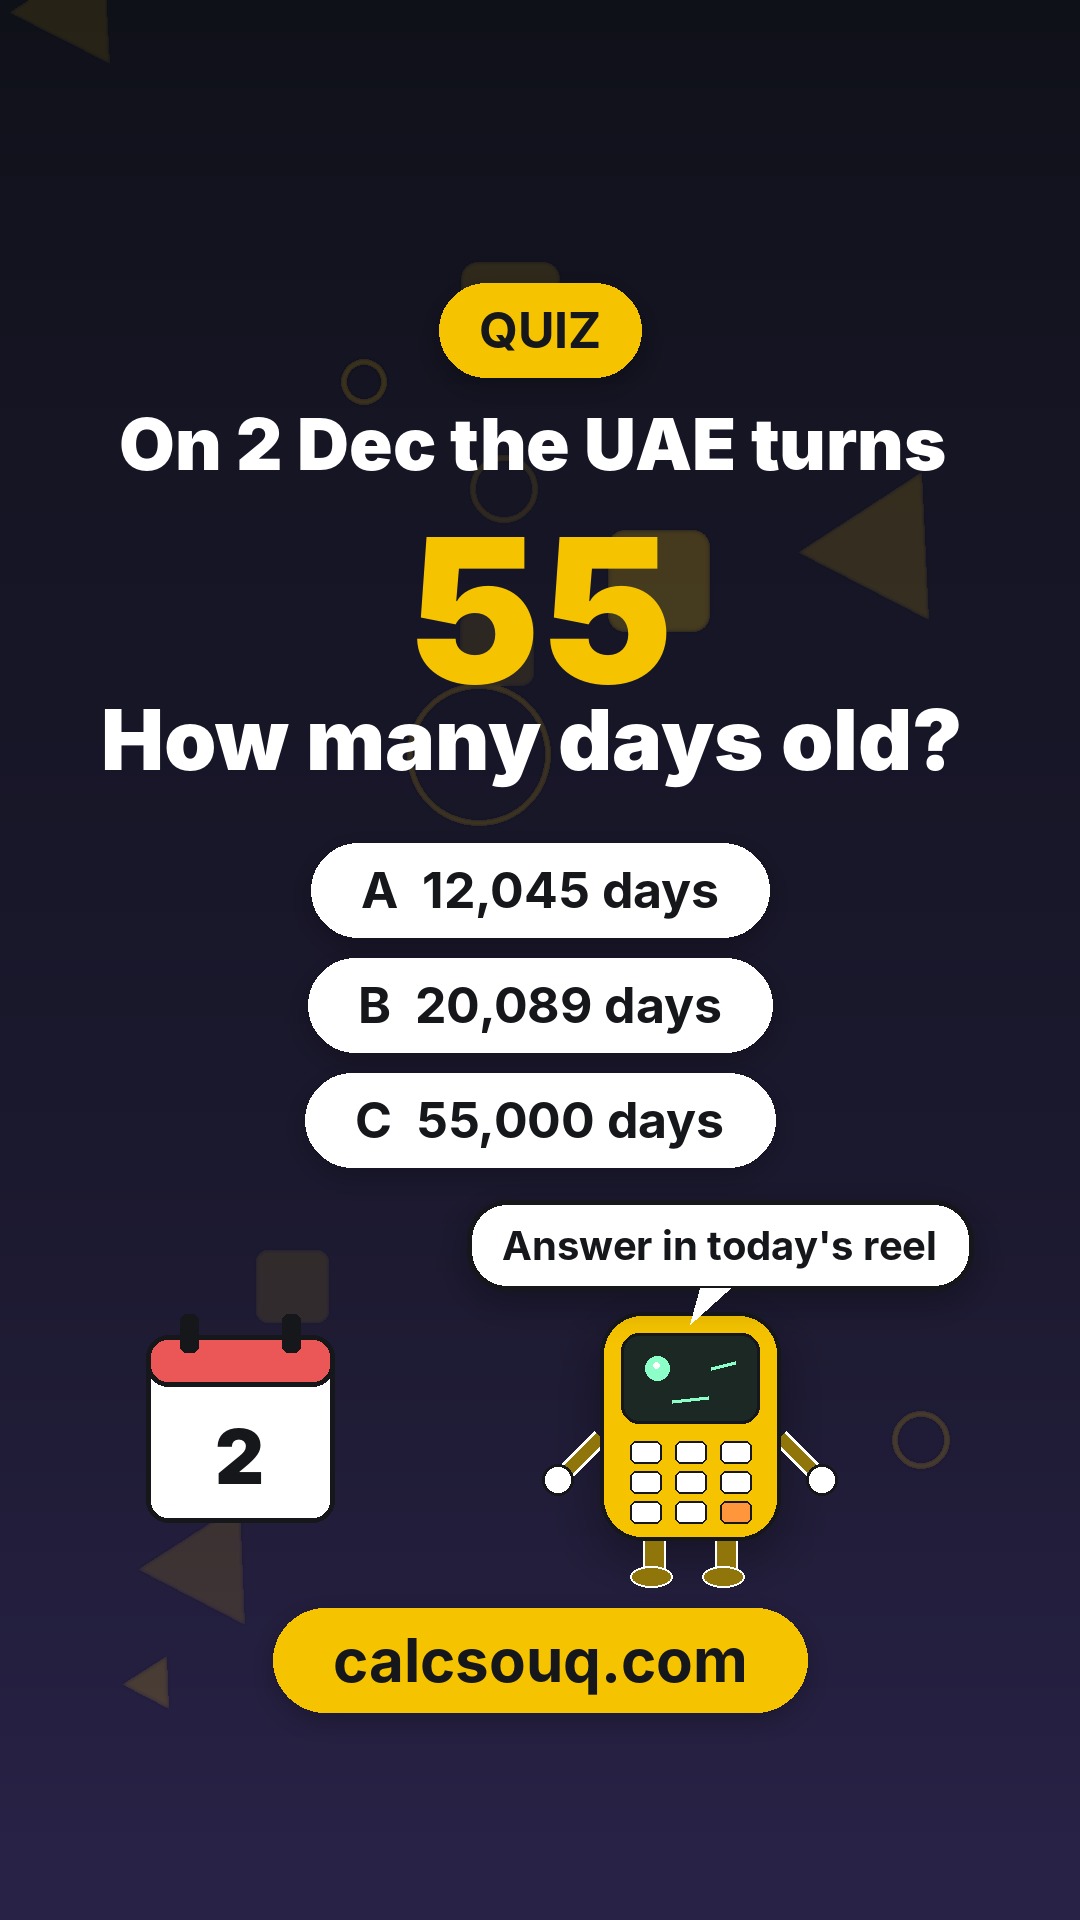 QUIZ
On 2 Dec the UAE turns
55
How many days old?
A 12,045 days
B 20,089 days
C 55,000 days
Answer in today's reel
2
calcsouq.com